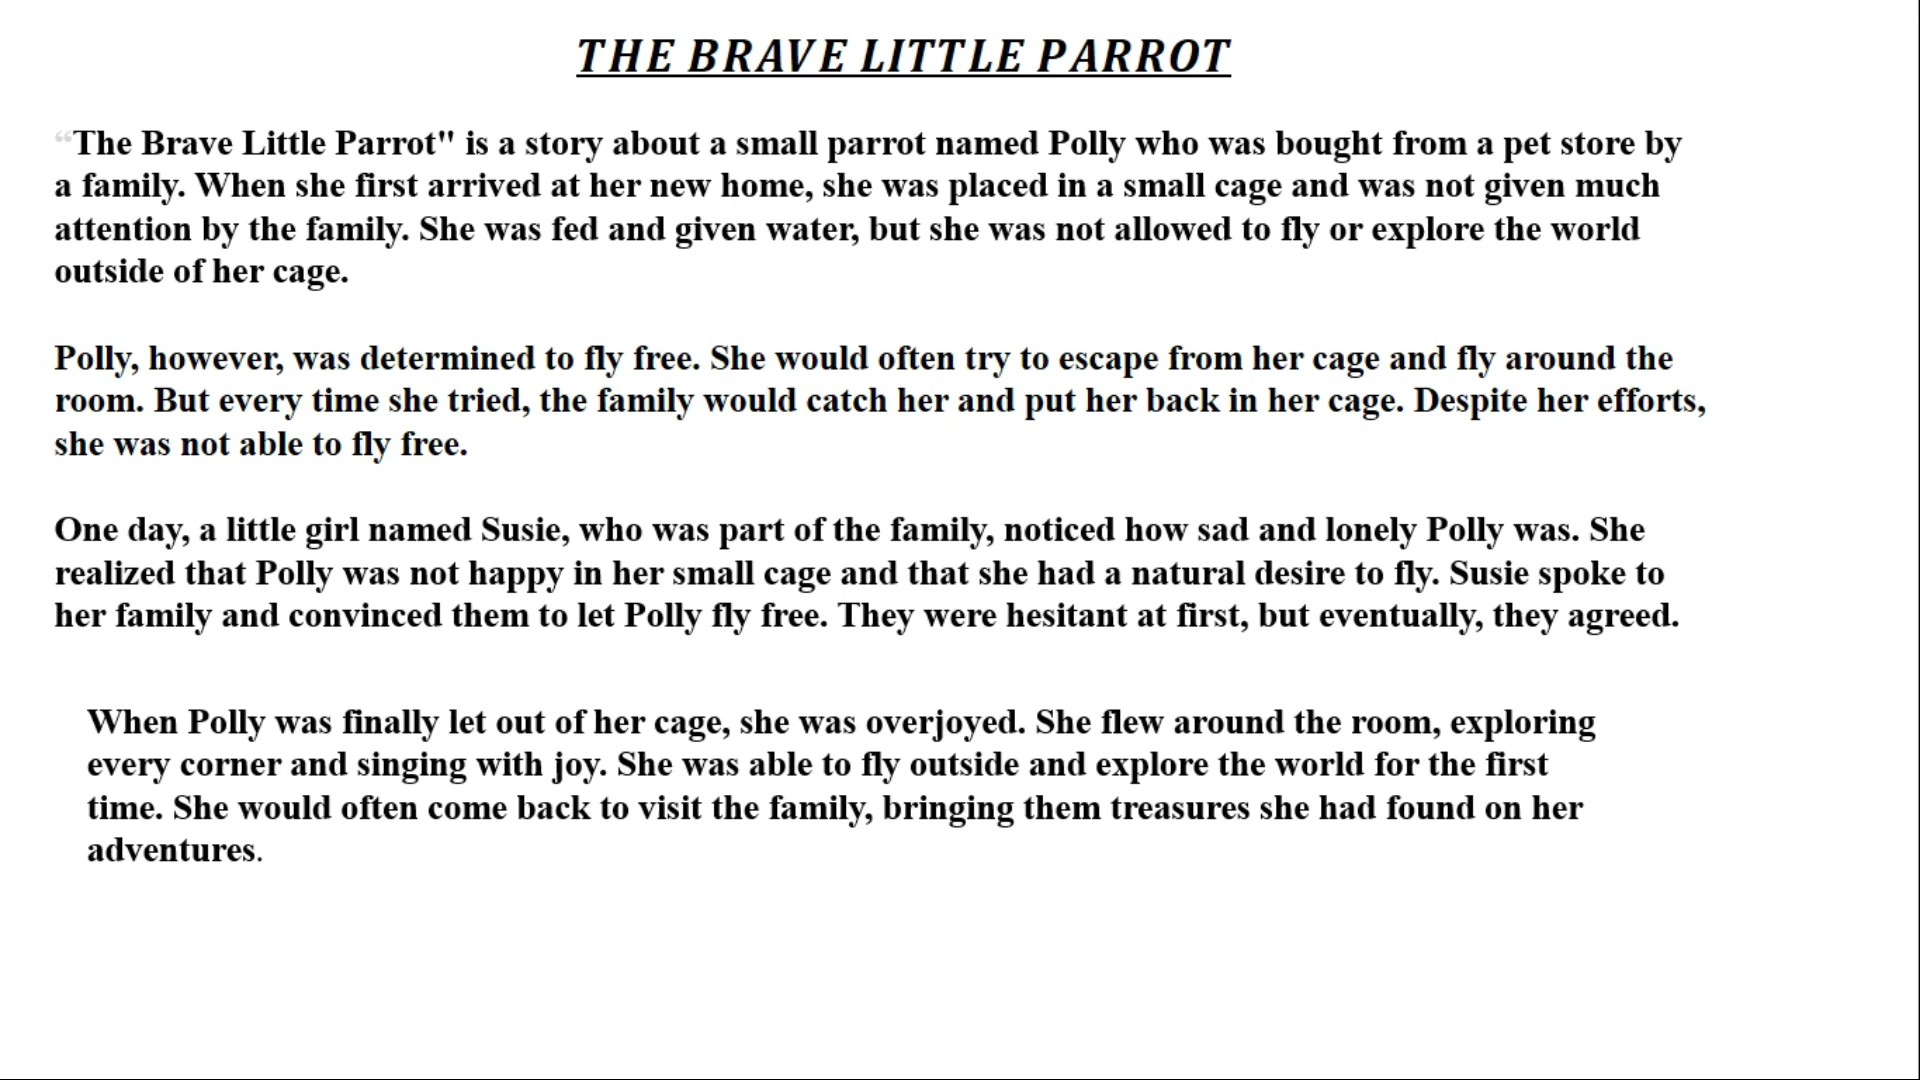 THE BRAVE LITTLE PARROT
“The Brave Little Parrot" is a story about a small parrot named Polly who was bought from a pet store by
a family. When she first arrived at her new home, she was placed in a small cage and was not given much
attention by the family. She was fed and given water, but she was not allowed to fly or explore the world
outside of her cage.
Polly, however, was determined to fly free. She would often try to escape from her cage and fly around the
room. But every time she tried, the family would catch her and put her back in her cage. Despite her efforts,
she was not able to fly free.
One day, a little girl named Susie, who was part of the family, noticed how sad and lonely Polly was. She
realized that Polly was not happy in her small cage and that she had a natural desire to fly. Susie spoke to
her family and convinced them to let Polly fly free. They were hesitant at first, but eventually, they agreed.
When Polly was finally let out of her cage, she was overjoyed. She flew around the room, exploring
every corner and singing with joy. She was able to fly outside and explore the world for the first
time. She would often come back to visit the family, bringing them treasures she had found on her
adventures.